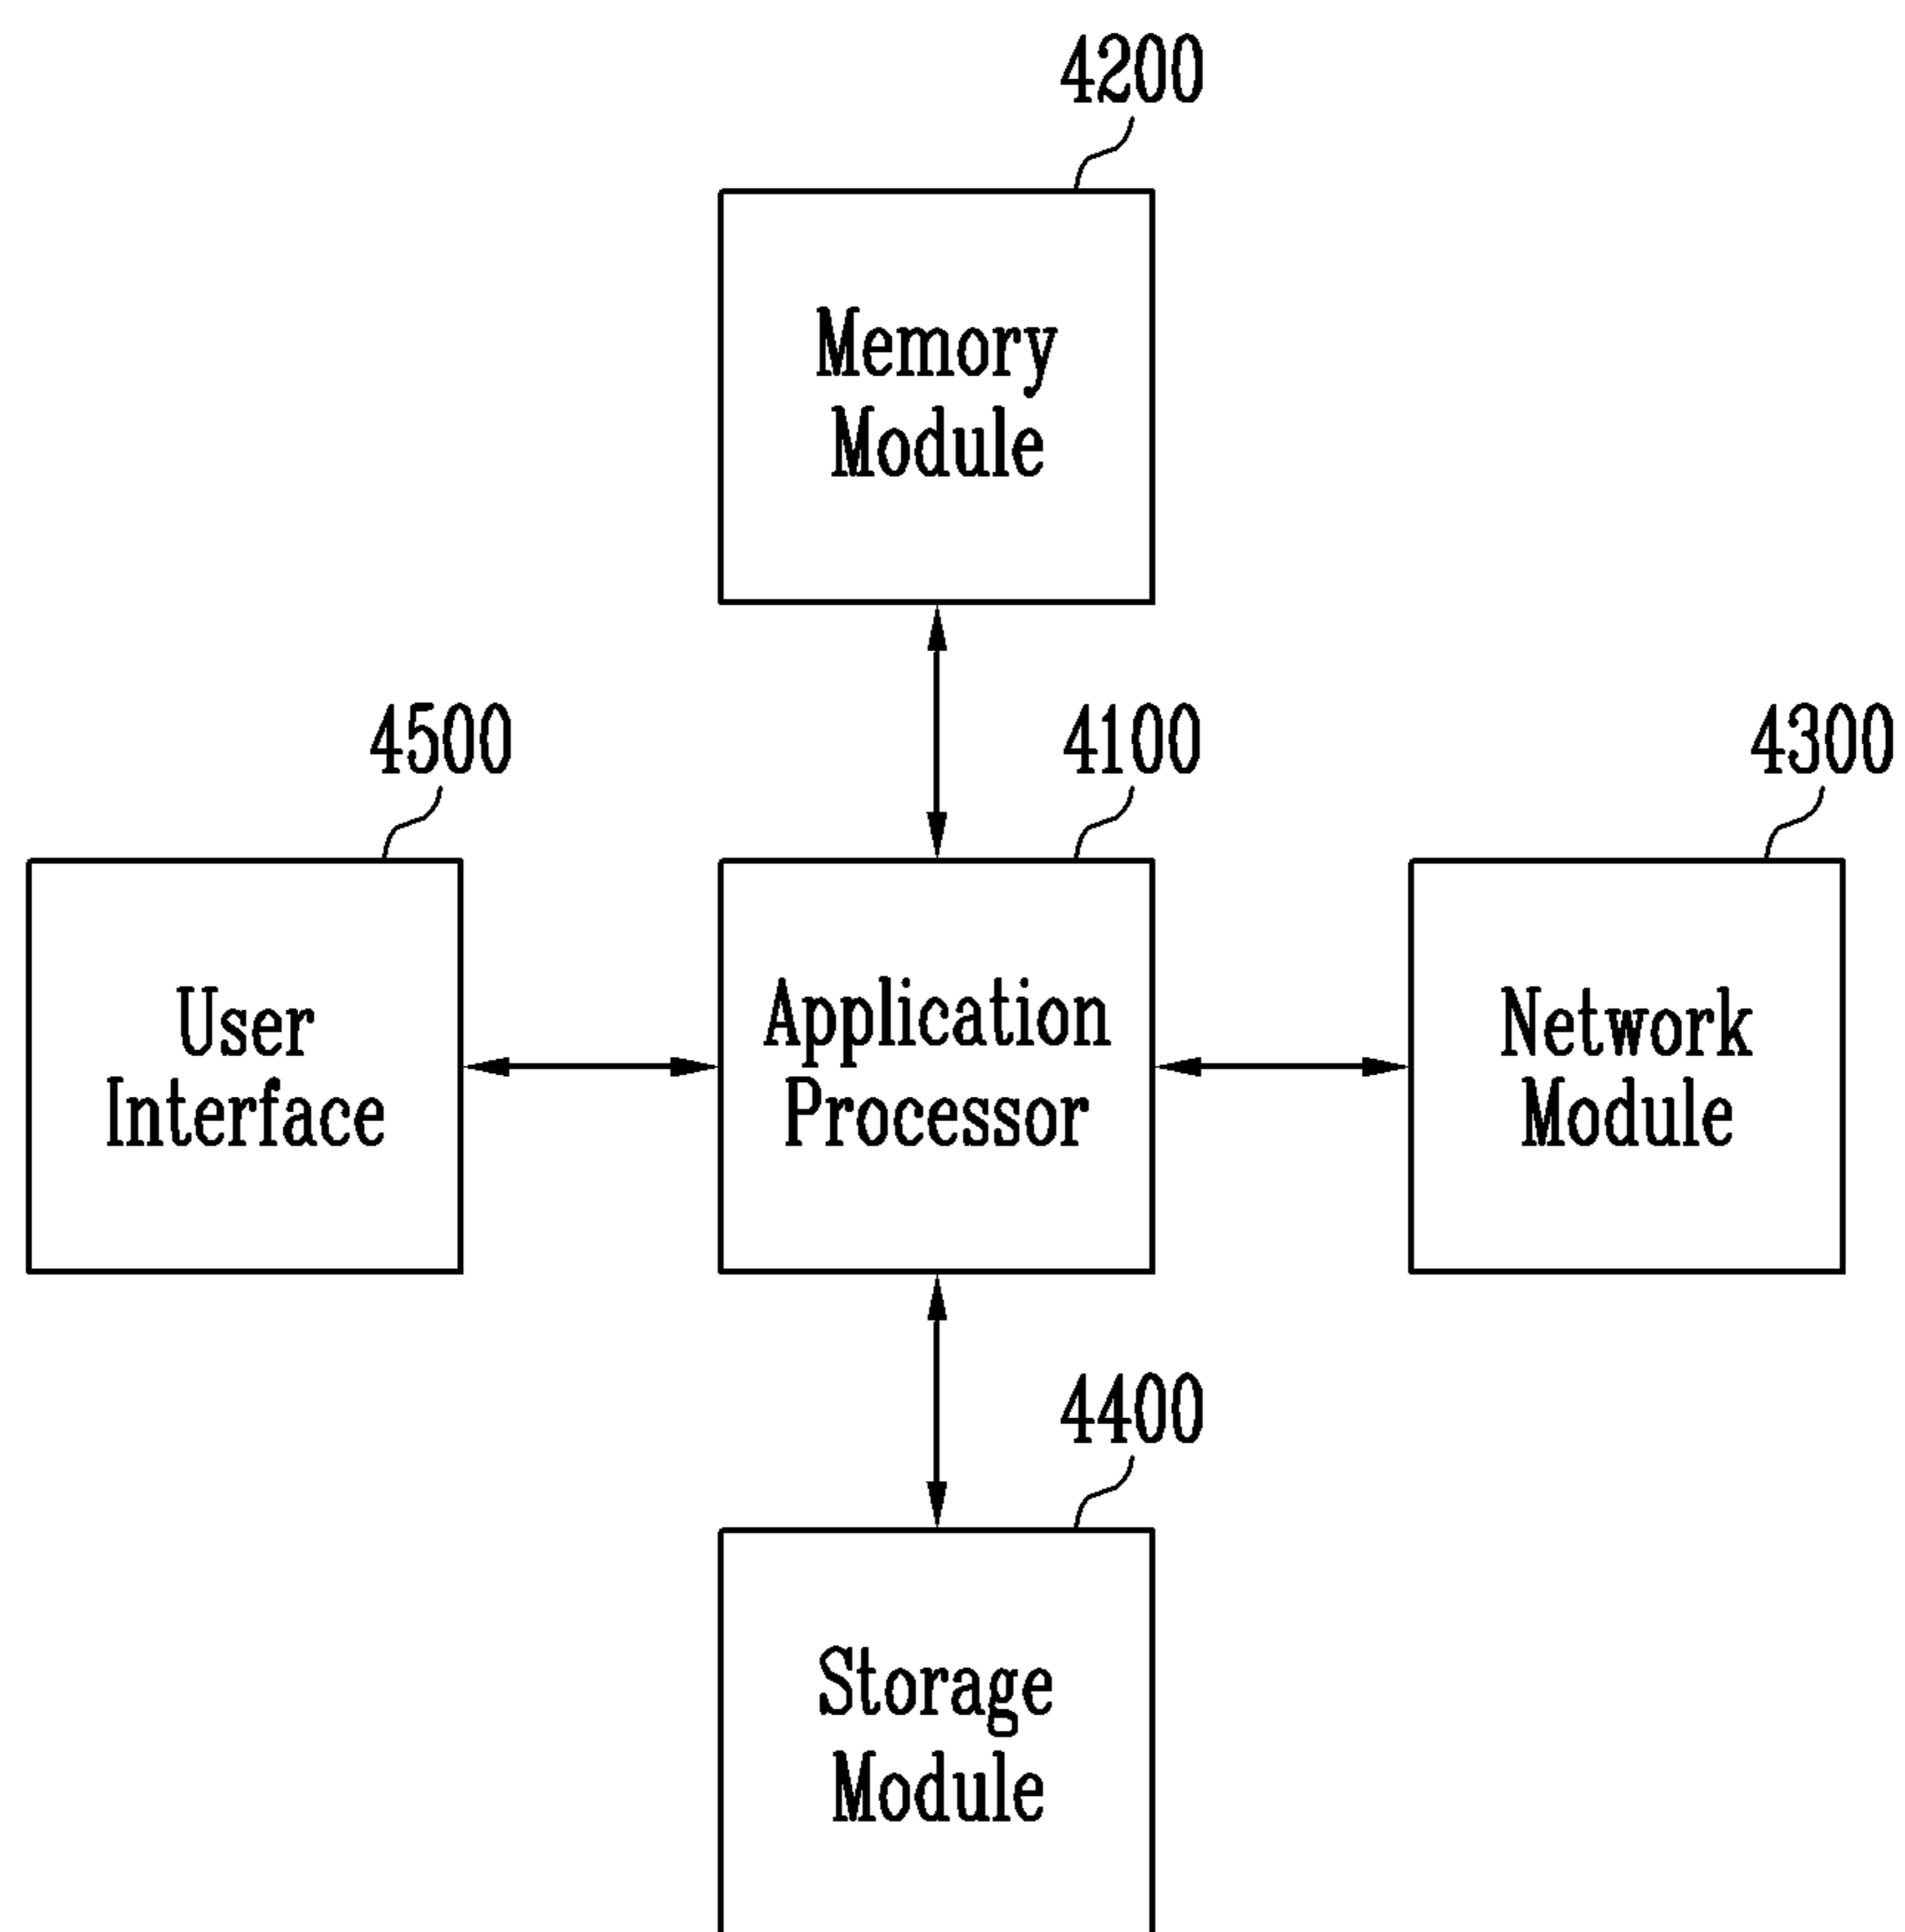 4200
Memory
Module
4500
4100
4300
User
Interface
Application
Processor
Network
Module
4400
Storage
Module